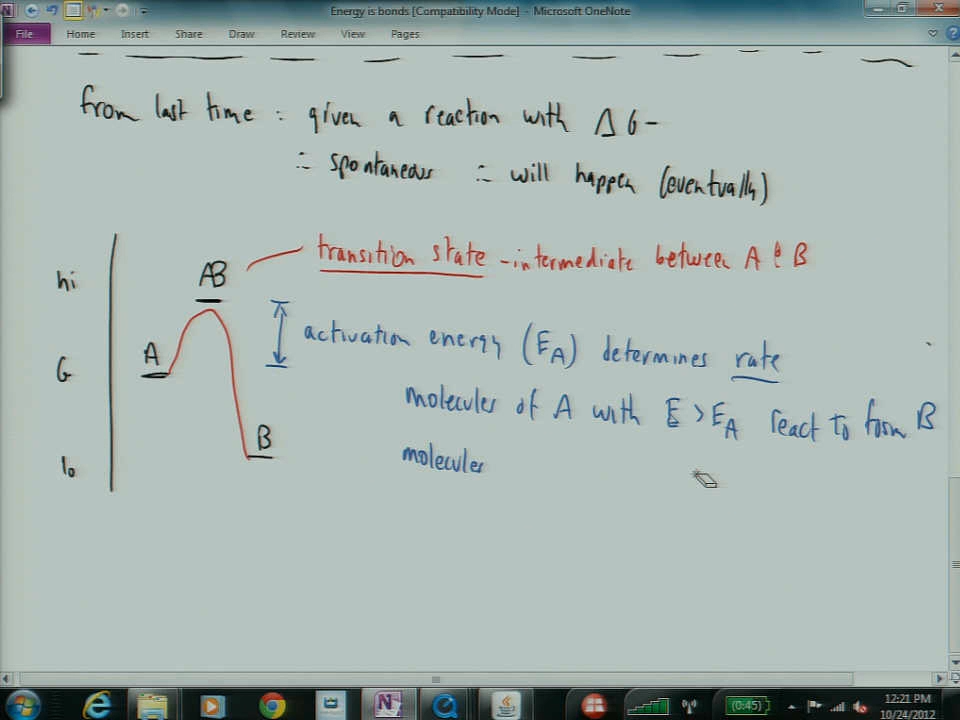 Energy is bonds [Compatibility Mode] - Microsoft OneNote
File Home Insert Share Draw Review View Pages
from last time : given a reaction with ΔG-
∴ spontaneous ∴ will happen (eventually)
hi
AB
transition state - intermediate between A & B
A
activation energy (EA) determines rate
G
molecules of A with E > EA react to form B
B
molecules
lo
(0:45)
12:21 PM
10/24/2012